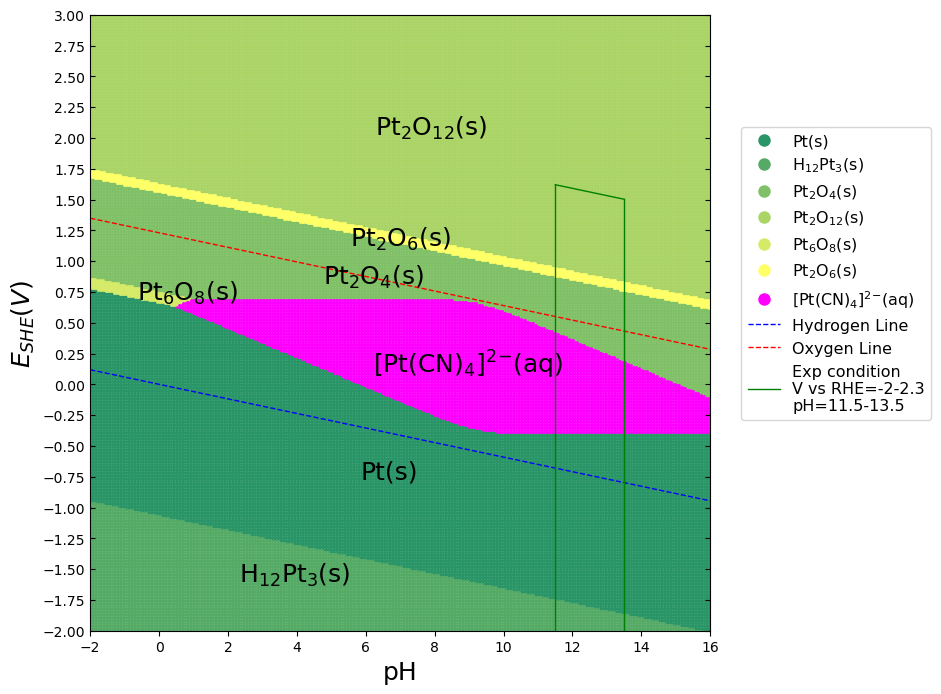 3.00
2.75
2.50
2.25
2.00
1.75
1.50
1.25
1.00
0.75
0.50
0.25
0.00
−0.25
−0.50
−0.75
−1.00
−1.25
−1.50
−1.75
−2.00
E_SHE(V)
Pt₂O₁₂(s)
Pt₂O₆(s)
Pt₂O₄(s)
Pt₆O₈(s)
[Pt(CN)₄]²⁻(aq)
Pt(s)
H₁₂Pt₃(s)
−2 0 2 4 6 8 10 12 14 16
pH
Pt(s)
H₁₂Pt₃(s)
Pt₂O₄(s)
Pt₂O₁₂(s)
Pt₆O₈(s)
Pt₂O₆(s)
[Pt(CN)₄]²⁻(aq)
Hydrogen Line
Oxygen Line
Exp condition
V vs RHE=-2-2.3
pH=11.5-13.5